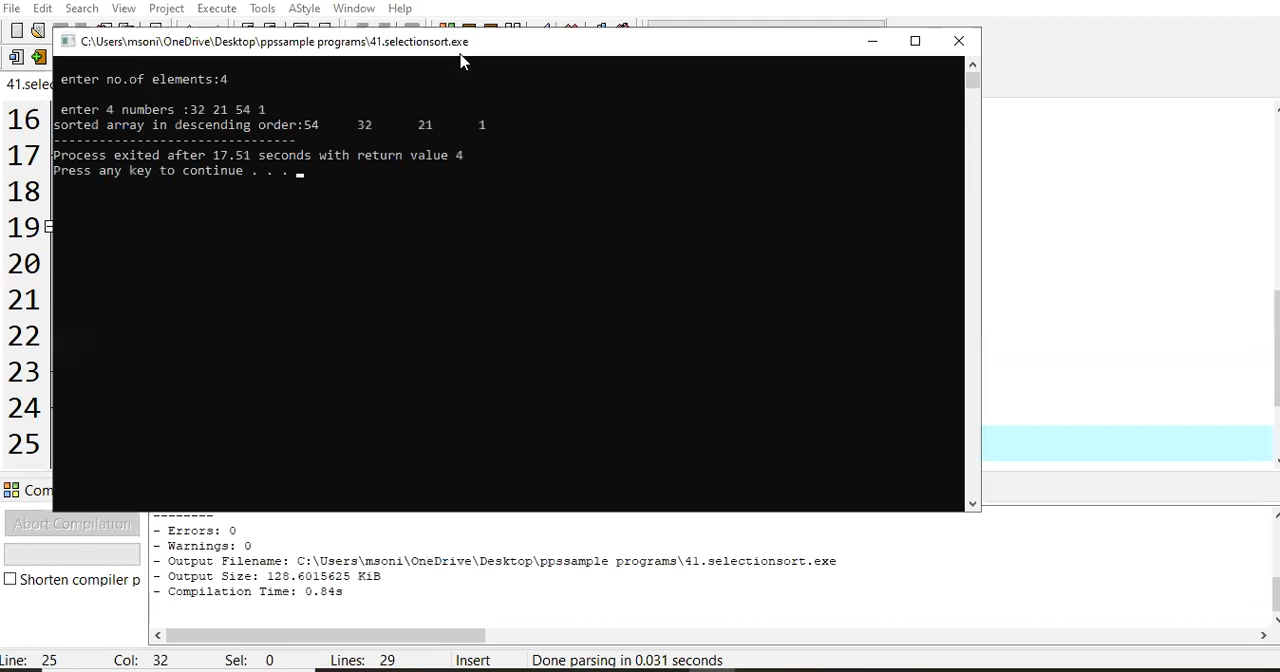 File Edit Search View Project Execute Tools AStyle Window Help
C:\Users\msoni\OneDrive\Desktop\ppssample programs\41.selectionsort.exe
41.selec
enter no.of elements:4
enter 4 numbers :32 21 54 1
sorted array in descending order:54 32 21 1
--------------------------------
Process exited after 17.51 seconds with return value 4
Press any key to continue . . .
16
17
18
19
20
21
22
23
24
25
Com
Abort Compilation
Shorten compiler p
--------
- Errors: 0
- Warnings: 0
- Output Filename: C:\Users\msoni\OneDrive\Desktop\ppssample programs\41.selectionsort.exe
- Output Size: 128.6015625 KiB
- Compilation Time: 0.84s
Line: 25 Col: 32 Sel: 0 Lines: 29 Insert Done parsing in 0.031 seconds